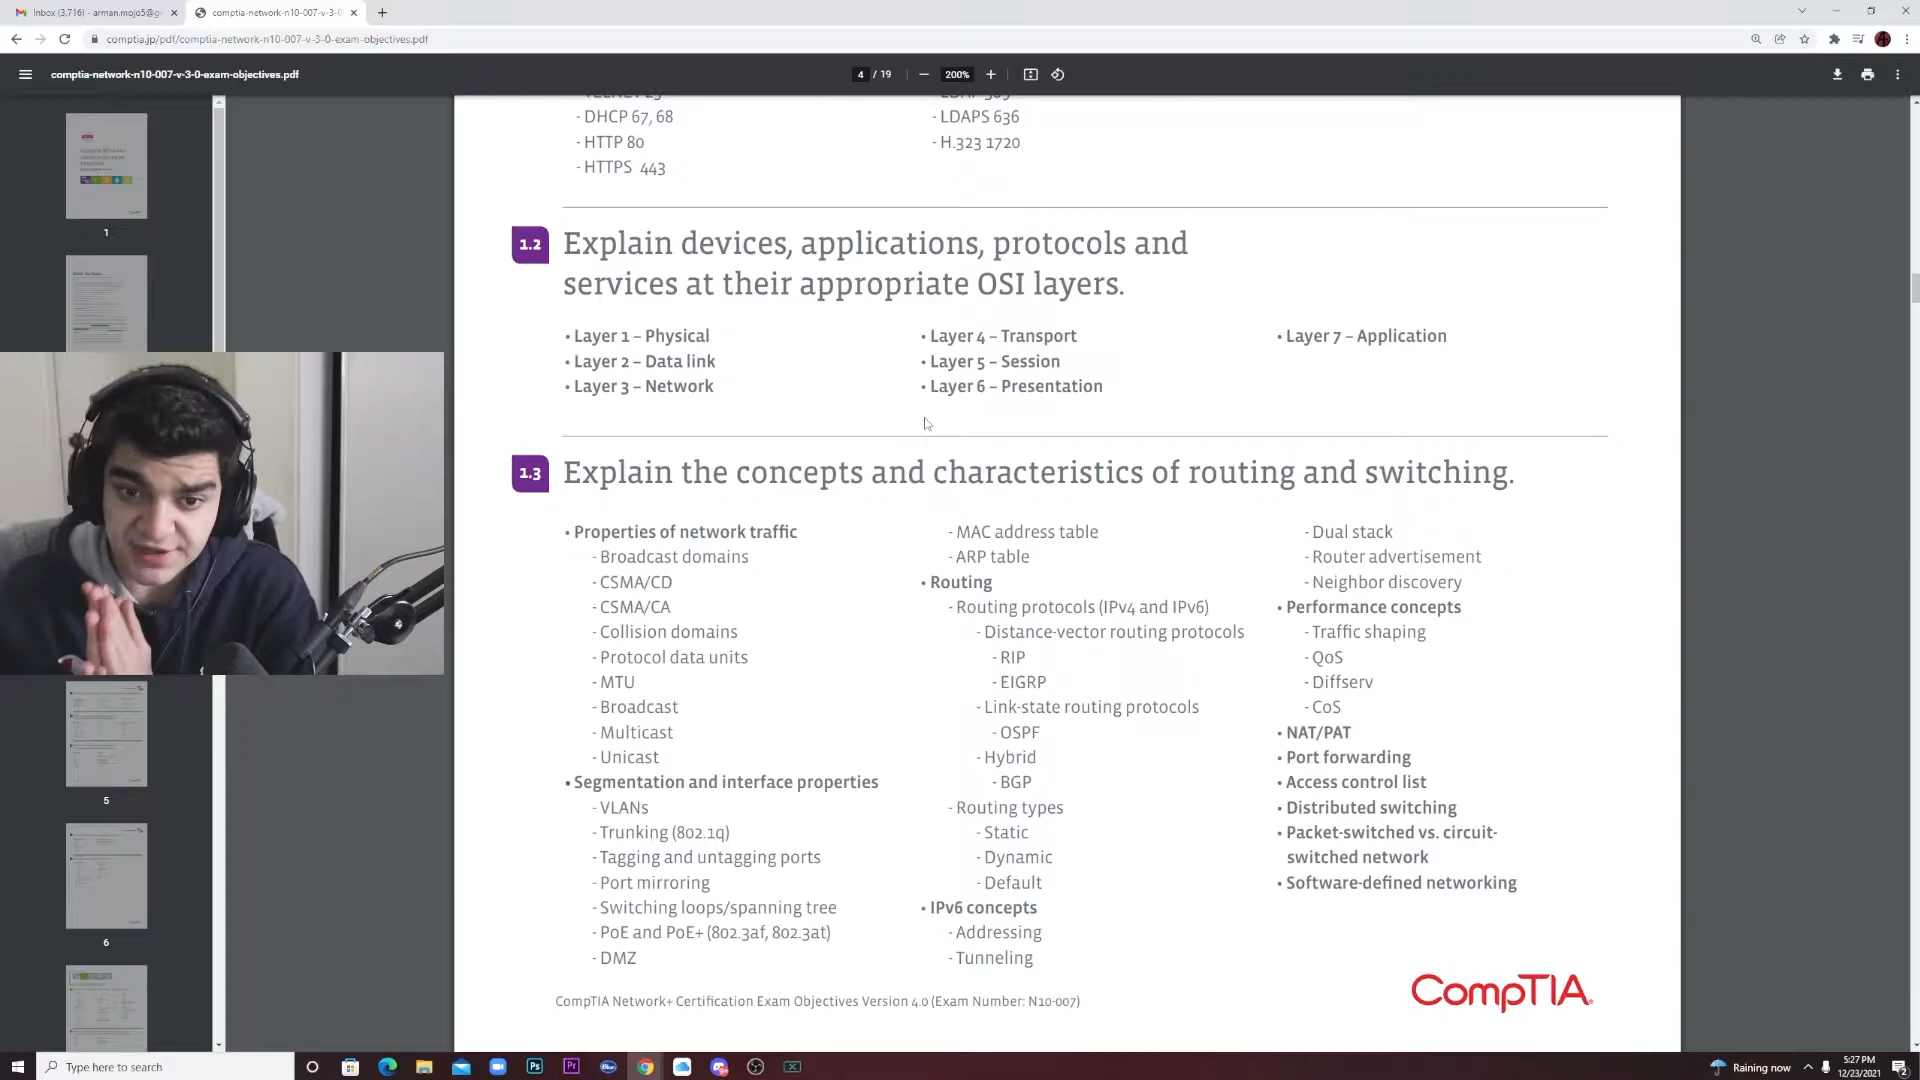 Inbox (3,716) - arman.mojo5@gr
comptia-network-n10-007-v-3-0
comptia.jp/pdf/comptia-network-n10-007-v-3-0-exam-objectives.pdf
comptia-network-n10-007-v-3-0-exam-objectives.pdf
4 / 19
200%
- DHCP 67, 68
- HTTP 80
- HTTPS 443
- LDAPS 636
- H.323 1720
1.2 Explain devices, applications, protocols and
services at their appropriate OSI layers.
• Layer 1 – Physical
• Layer 2 – Data link
• Layer 3 – Network
• Layer 4 – Transport
• Layer 5 – Session
• Layer 6 – Presentation
• Layer 7 – Application
1.3 Explain the concepts and characteristics of routing and switching.
• Properties of network traffic
- Broadcast domains
- CSMA/CD
- CSMA/CA
- Collision domains
- Protocol data units
- MTU
- Broadcast
- Multicast
- Unicast
• Segmentation and interface properties
- VLANs
- Trunking (802.1q)
- Tagging and untagging ports
- Port mirroring
- Switching loops/spanning tree
- PoE and PoE+ (802.3af, 802.3at)
- DMZ
- MAC address table
- ARP table
• Routing
- Routing protocols (IPv4 and IPv6)
- Distance-vector routing protocols
- RIP
- EIGRP
- Link-state routing protocols
- OSPF
- Hybrid
- BGP
- Routing types
- Static
- Dynamic
- Default
• IPv6 concepts
- Addressing
- Tunneling
- Dual stack
- Router advertisement
- Neighbor discovery
• Performance concepts
- Traffic shaping
- QoS
- Diffserv
- CoS
• NAT/PAT
• Port forwarding
• Access control list
• Distributed switching
• Packet-switched vs. circuit-
switched network
• Software-defined networking
CompTIA Network+ Certification Exam Objectives Version 4.0 (Exam Number: N10-007)
CompTIA
1
5
6
Type here to search
Ps
Pr
Raining now
5:27 PM
12/23/2021
2